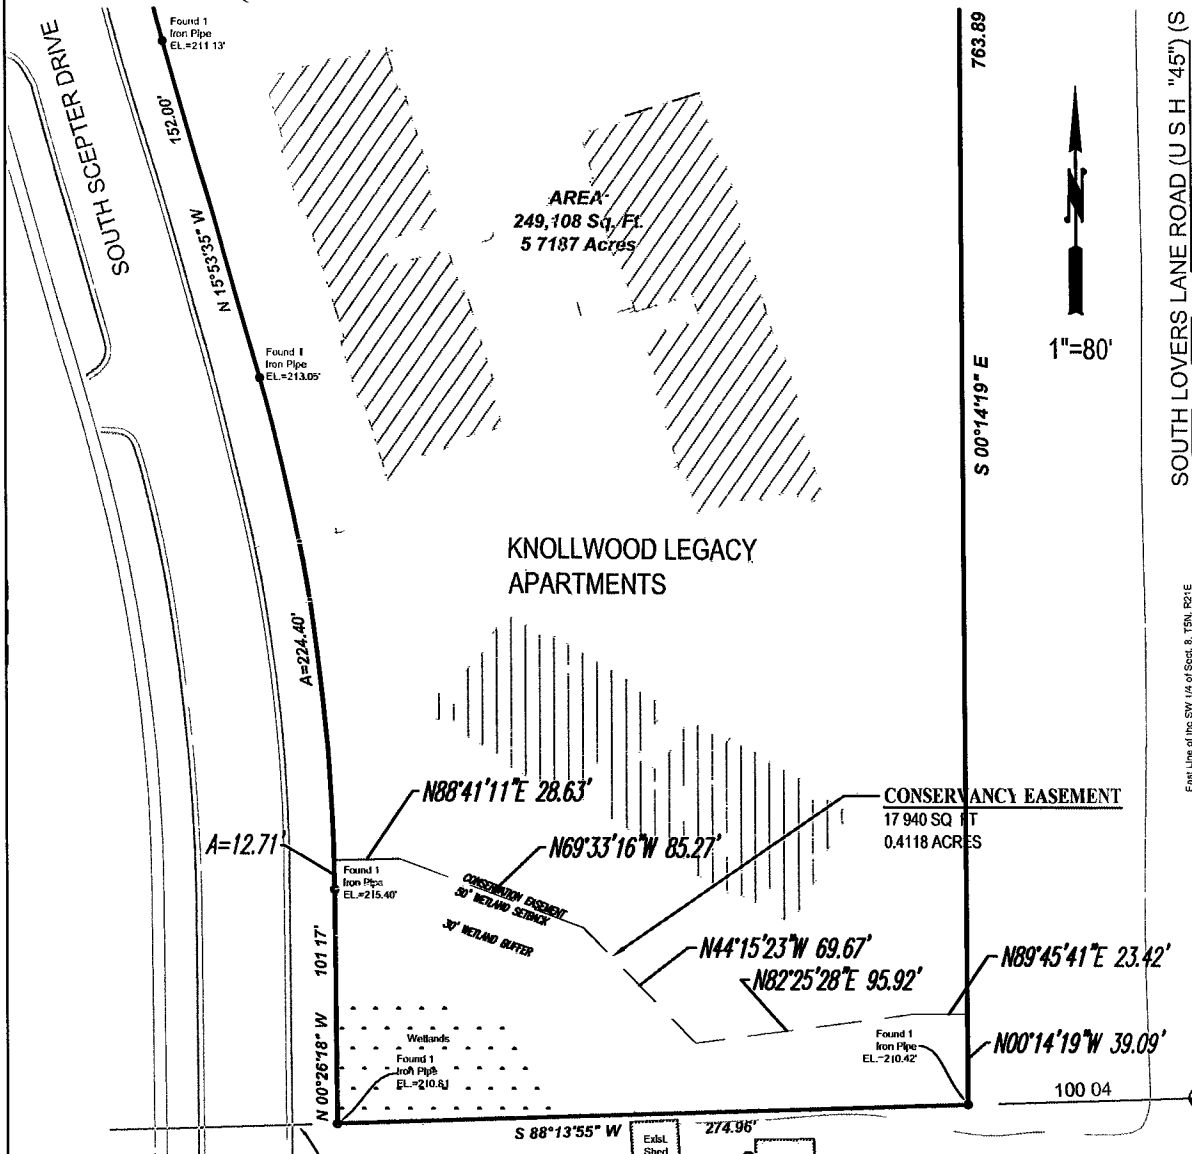 Found 1
Iron Pipe
EL.=211 13'
SOUTH SCEPTER DRIVE
152.00'
N 15°53'35" W
Found 1
Iron Pipe
EL.=213.05'
AREA
249,108 Sq. Ft.
5 7187 Acres
763.89
S 00°14'19" E
1"=80'
N
SOUTH LOVERS LANE ROAD (U S H "45") (S
East Line of the SW 1/4 of Sect. 8, T5N, R21E
KNOLLWOOD LEGACY
APARTMENTS
A=224.40'
N88°41'11"E 28.63'
A=12.71'
N69°33'16"W 85.27'
CONSERVANCY EASEMENT
17 940 SQ FT
0.4118 ACRES
Found 1
Iron Pipe
EL.=215.40'
CONSERVATION EASEMENT
50' WETLAND SETBACK
30' WETLAND BUFFER
N44°15'23"W 69.67'
N82°25'28"E 95.92'
N89°45'41"E 23.42'
N00°14'19"W 39.09'
101 17'
N 00°26'18" W
Wetlands
Found 1
Iron Pipe
EL.=210.81
Found 1
Iron Pipe
EL.=210.42'
100 04
S 88°13'55" W
274.96'
Exist.
Shed